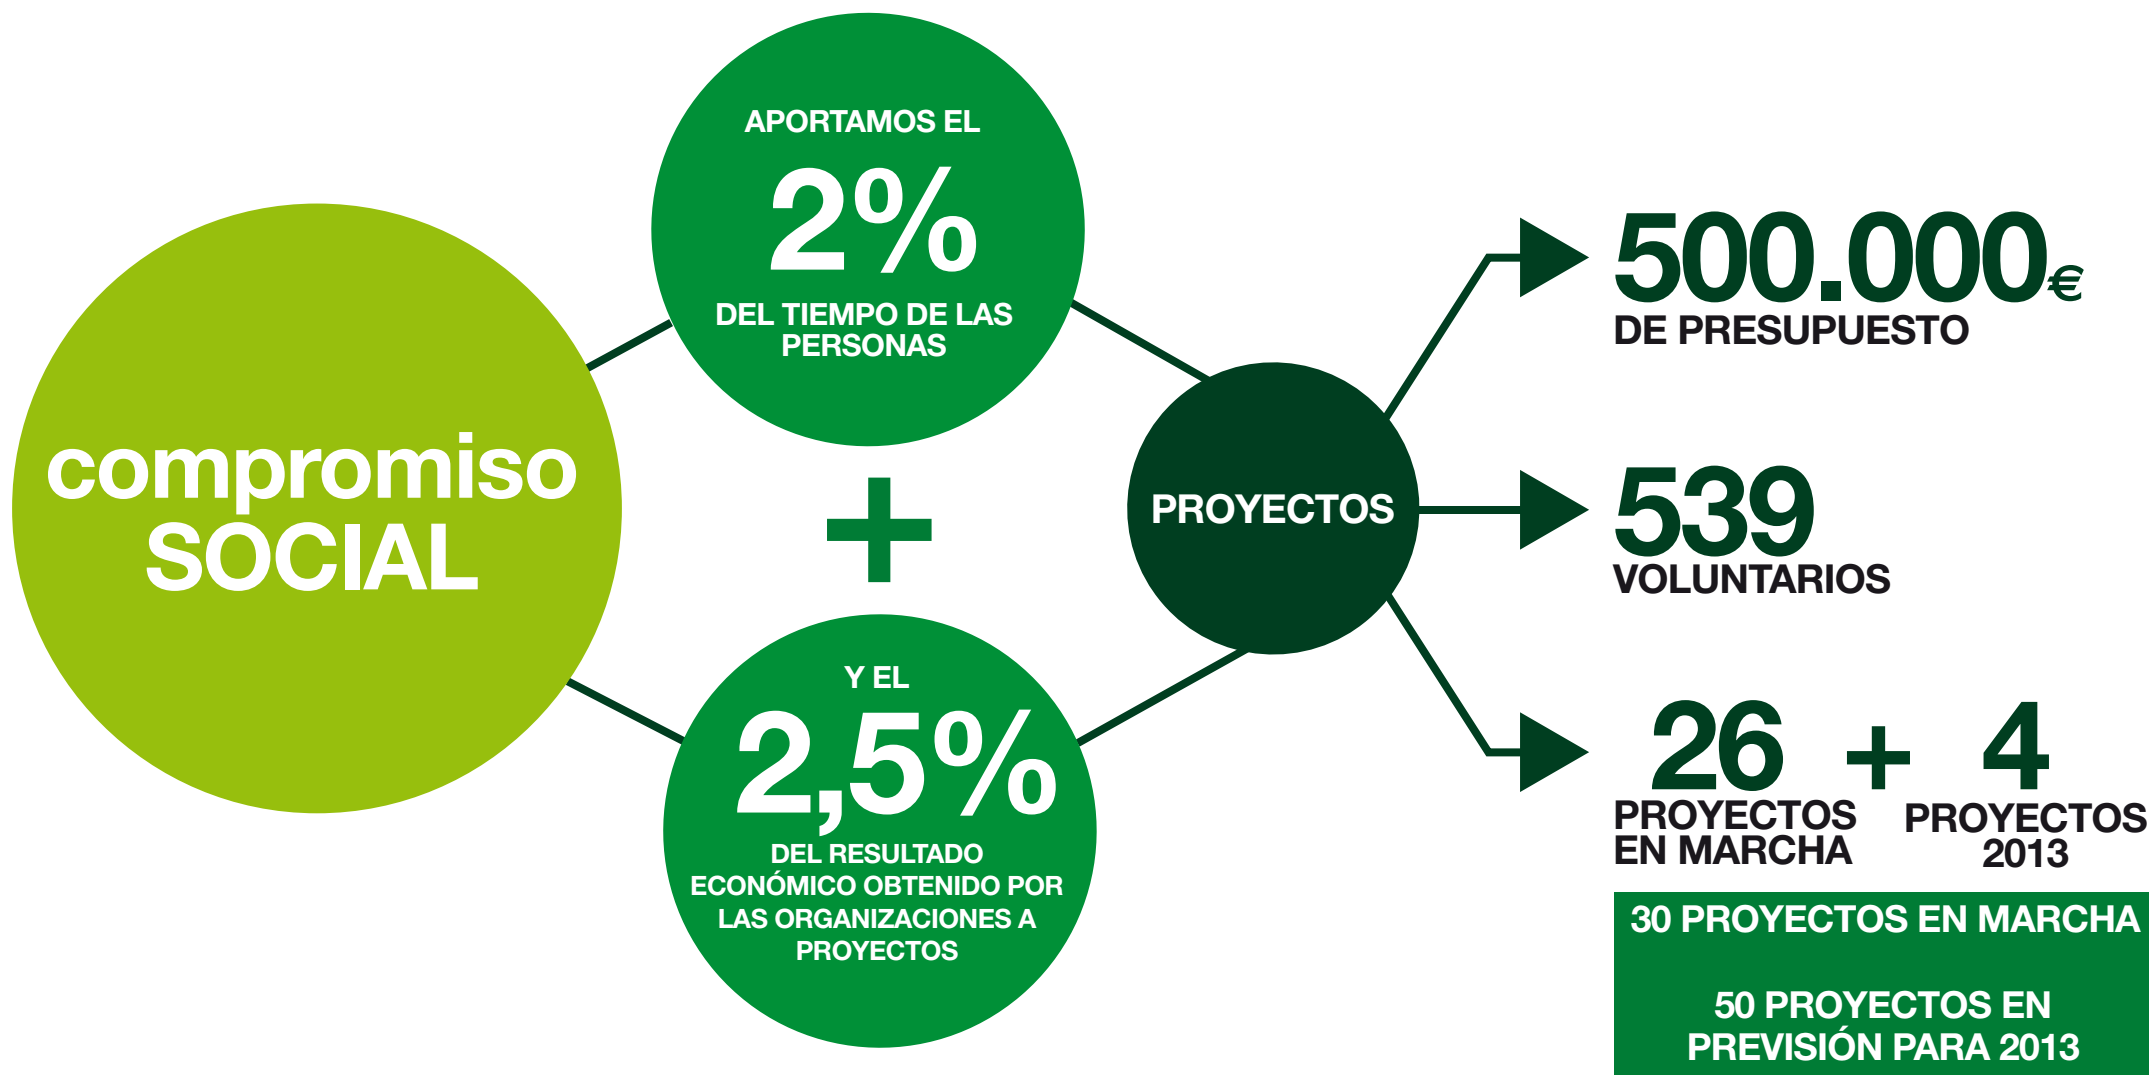 compromiso
SOCIAL
APORTAMOS EL
2%
DEL TIEMPO DE LAS
PERSONAS
+
Y EL
2,5%
DEL RESULTADO
ECONÓMICO OBTENIDO POR
LAS ORGANIZACIONES A
PROYECTOS
PROYECTOS
500.000€
DE PRESUPUESTO
539
VOLUNTARIOS
26 + 4
PROYECTOS
EN MARCHA
PROYECTOS
2013
30 PROYECTOS EN MARCHA
50 PROYECTOS EN
PREVISIÓN PARA 2013